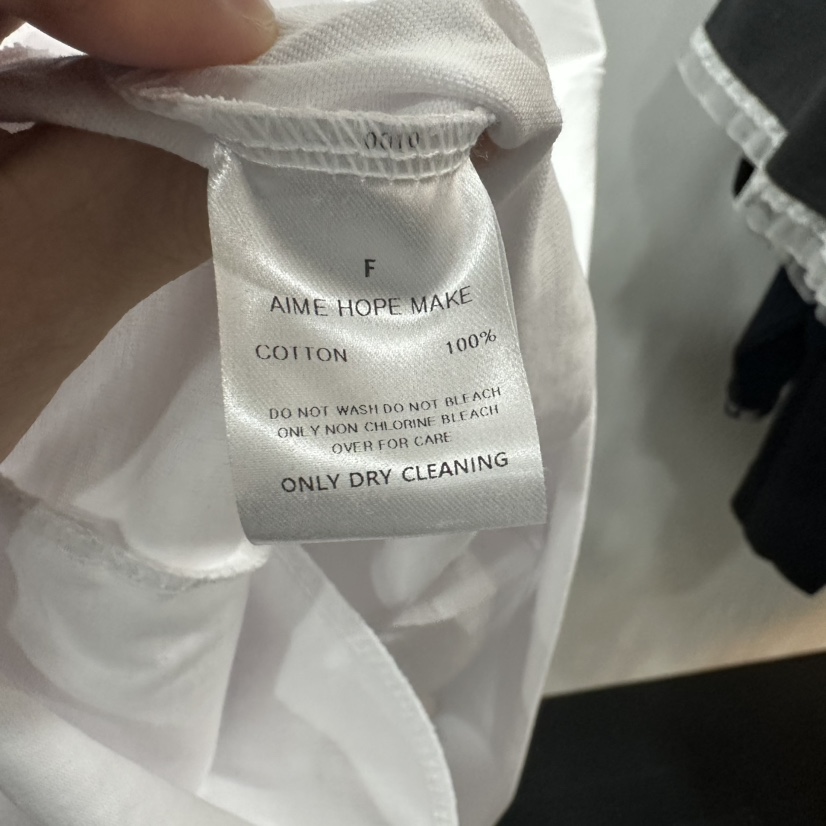 F
AIME HOPE MAKE
COTTON 100%
DO NOT WASH DO NOT BLEACH
ONLY NON CHLORINE BLEACH
OVER FOR CARE
ONLY DRY CLEANING